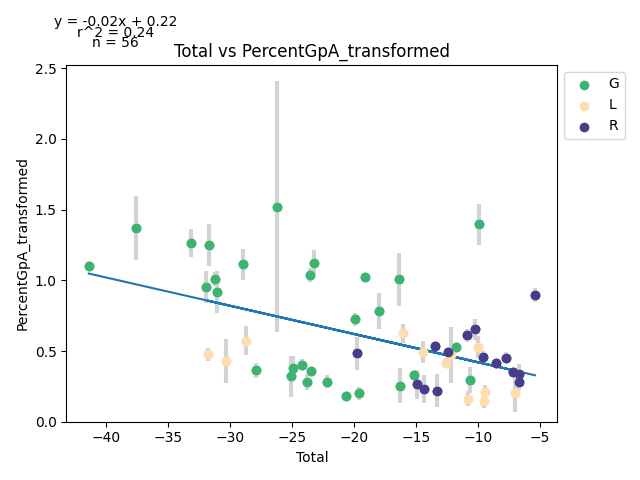 y = -0.02x + 0.22
r^2 = 0.24
n = 56
Total vs PercentGpA_transformed
2.5
2.0
1.5
1.0
0.5
0.0
PercentGpA_transformed
−40
−35
−30
−25
−20
−15
−10
−5
Total
G
L
R